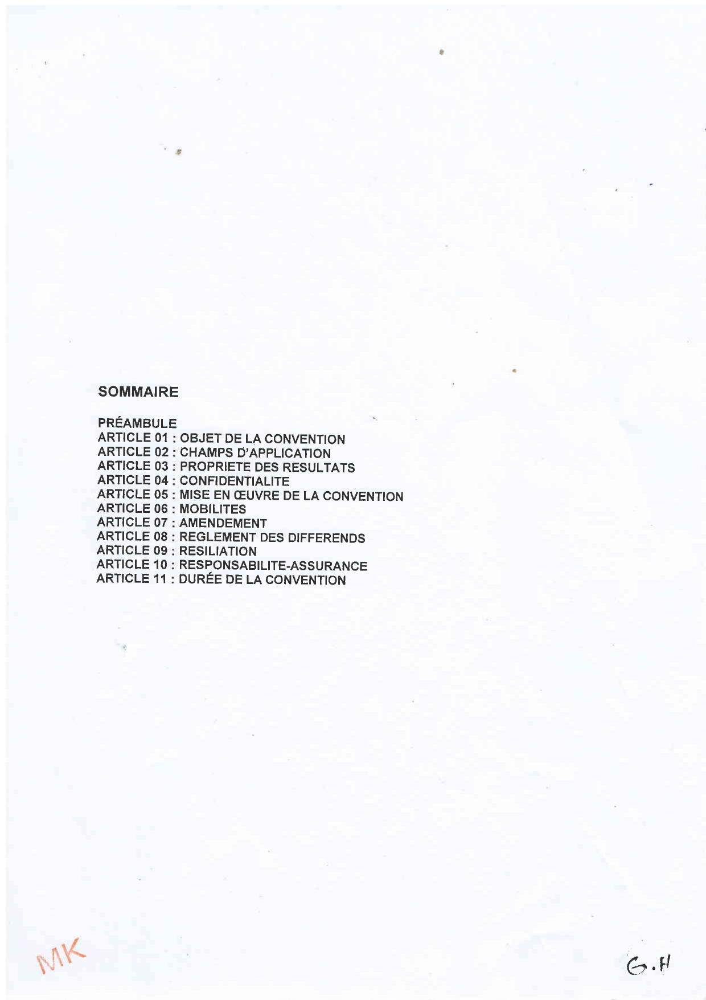 SOMMAIRE
PRÉAMBULE
ARTICLE 01 : OBJET DE LA CONVENTION
ARTICLE 02 : CHAMPS D'APPLICATION
ARTICLE 03 : PROPRIETE DES RESULTATS
ARTICLE 04 : CONFIDENTIALITE
ARTICLE 05 : MISE EN ŒUVRE DE LA CONVENTION
ARTICLE 06 : MOBILITES
ARTICLE 07 : AMENDEMENT
ARTICLE 08 : REGLEMENT DES DIFFERENDS
ARTICLE 09 : RESILIATION
ARTICLE 10 : RESPONSABILITE-ASSURANCE
ARTICLE 11 : DURÉE DE LA CONVENTION
MK
G.H